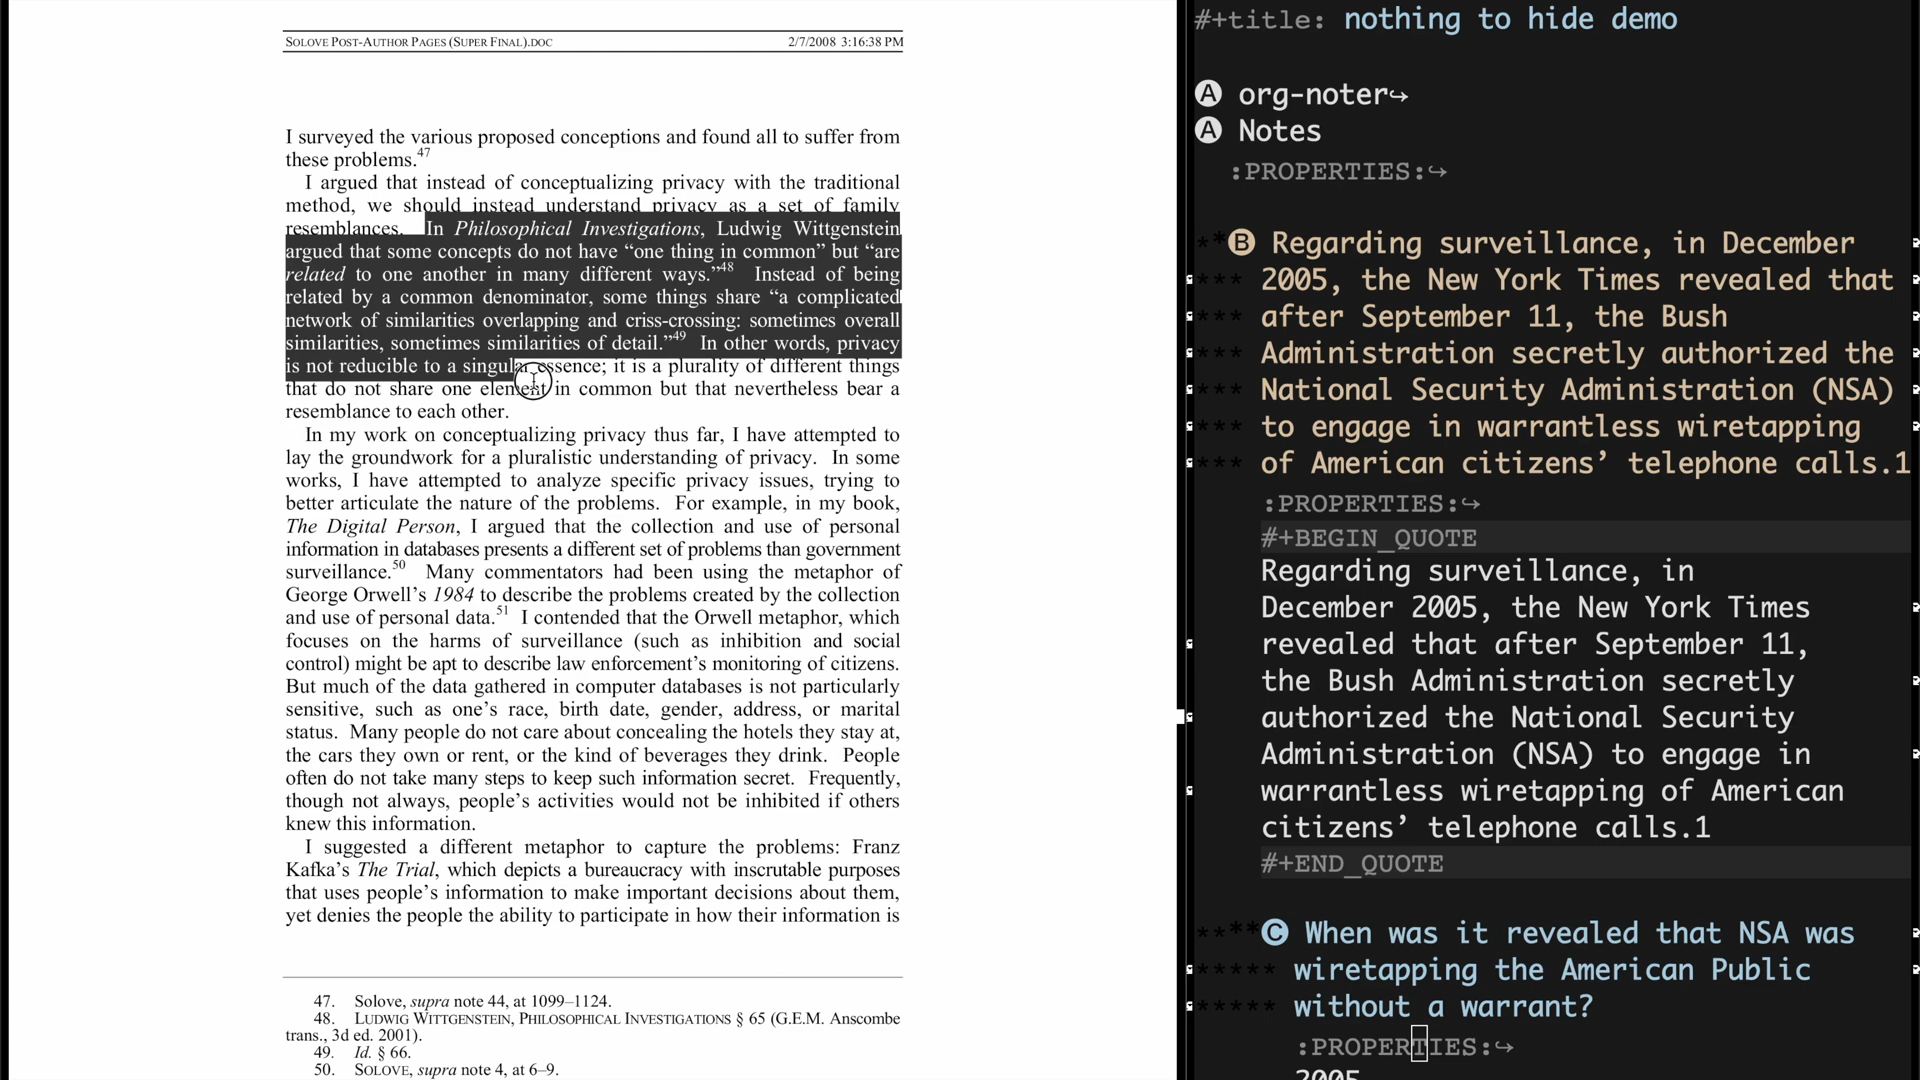 SOLOVE POST-AUTHOR PAGES (SUPER FINAL).DOC 2/7/2008 3:16:38 PM
I surveyed the various proposed conceptions and found all to suffer from
these problems.47
I argued that instead of conceptualizing privacy with the traditional
method, we should instead understand privacy as a set of family
resemblances. In Philosophical Investigations, Ludwig Wittgenstein
argued that some concepts do not have “one thing in common” but “are
related to one another in many different ways.”48 Instead of being
related by a common denominator, some things share “a complicated
network of similarities overlapping and criss-crossing: sometimes overall
similarities, sometimes similarities of detail.”49 In other words, privacy
is not reducible to a singular essence; it is a plurality of different things
that do not share one element in common but that nevertheless bear a
resemblance to each other.
In my work on conceptualizing privacy thus far, I have attempted to
lay the groundwork for a pluralistic understanding of privacy. In some
works, I have attempted to analyze specific privacy issues, trying to
better articulate the nature of the problems. For example, in my book,
The Digital Person, I argued that the collection and use of personal
information in databases presents a different set of problems than government
surveillance.50 Many commentators had been using the metaphor of
George Orwell’s 1984 to describe the problems created by the collection
and use of personal data.51 I contended that the Orwell metaphor, which
focuses on the harms of surveillance (such as inhibition and social
control) might be apt to describe law enforcement’s monitoring of citizens.
But much of the data gathered in computer databases is not particularly
sensitive, such as one’s race, birth date, gender, address, or marital
status. Many people do not care about concealing the hotels they stay at,
the cars they own or rent, or the kind of beverages they drink. People
often do not take many steps to keep such information secret. Frequently,
though not always, people’s activities would not be inhibited if others
knew this information.
I suggested a different metaphor to capture the problems: Franz
Kafka’s The Trial, which depicts a bureaucracy with inscrutable purposes
that uses people’s information to make important decisions about them,
yet denies the people the ability to participate in how their information is
47. Solove, supra note 44, at 1099–1124.
48. LUDWIG WITTGENSTEIN, PHILOSOPHICAL INVESTIGATIONS § 65 (G.E.M. Anscombe
trans., 3d ed. 2001).
49. Id. § 66.
50. SOLOVE, supra note 4, at 6–9.
#+title: nothing to hide demo
A org-noter↪
A Notes
:PROPERTIES:↪
**B Regarding surveillance, in December
*** 2005, the New York Times revealed that
*** after September 11, the Bush
*** Administration secretly authorized the
*** National Security Administration (NSA)
*** to engage in warrantless wiretapping
*** of American citizens’ telephone calls.1
:PROPERTIES:↪
#+BEGIN_QUOTE
Regarding surveillance, in
December 2005, the New York Times
revealed that after September 11,
the Bush Administration secretly
authorized the National Security
Administration (NSA) to engage in
warrantless wiretapping of American
citizens’ telephone calls.1
#+END_QUOTE
****C When was it revealed that NSA was
***** wiretapping the American Public
***** without a warrant?
:PROPERTIES:↪
2005